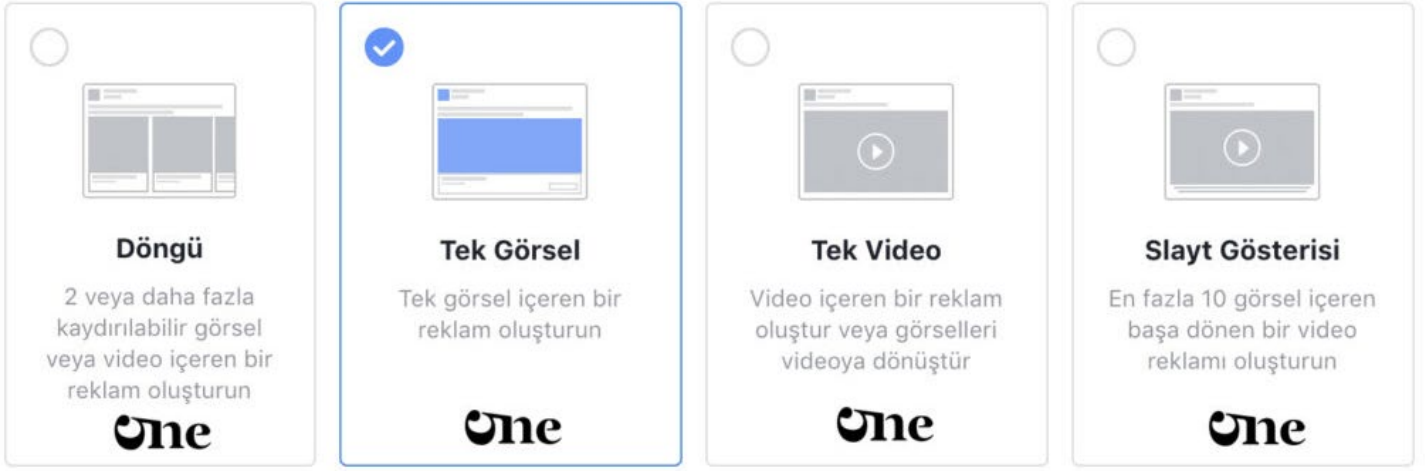 Döngü
2 veya daha fazla
kaydırılabilir görsel
veya video içeren bir
reklam oluşturun
One
Tek Görsel
Tek görsel içeren bir
reklam oluşturun
One
Tek Video
Video içeren bir reklam
oluştur veya görselleri
videoya dönüştür
One
Slayt Gösterisi
En fazla 10 görsel içeren
başa dönen bir video
reklamı oluşturun
One